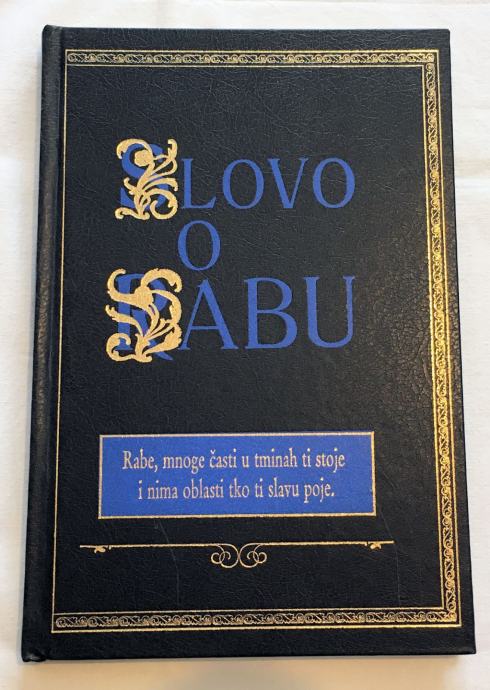 SLOVO
O
RABU
Rabe, mnoge časti u tminah ti stoje
i nima oblasti tko ti slavu poje.